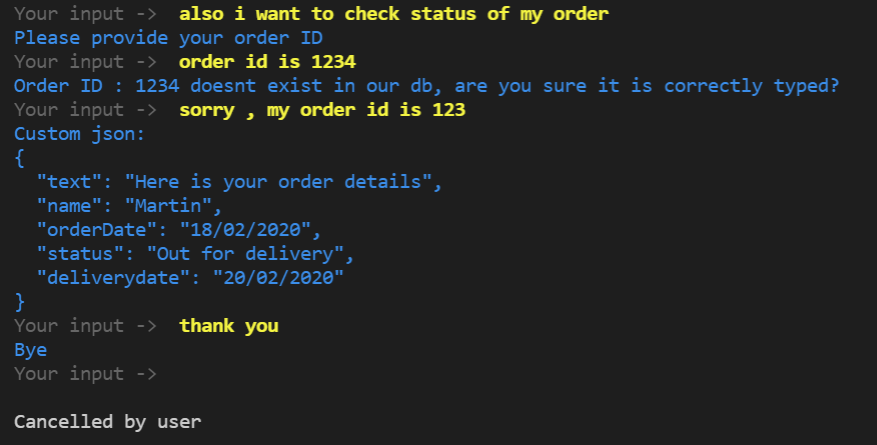 Your input ->  also i want to check status of my order
Please provide your order ID
Your input ->  order id is 1234
Order ID : 1234 doesnt exist in our db, are you sure it is correctly typed?
Your input ->  sorry , my order id is 123
Custom json:
{
  "text": "Here is your order details",
  "name": "Martin",
  "orderDate": "18/02/2020",
  "status": "Out for delivery",
  "deliverydate": "20/02/2020"
}
Your input ->  thank you
Bye
Your input ->
Cancelled by user